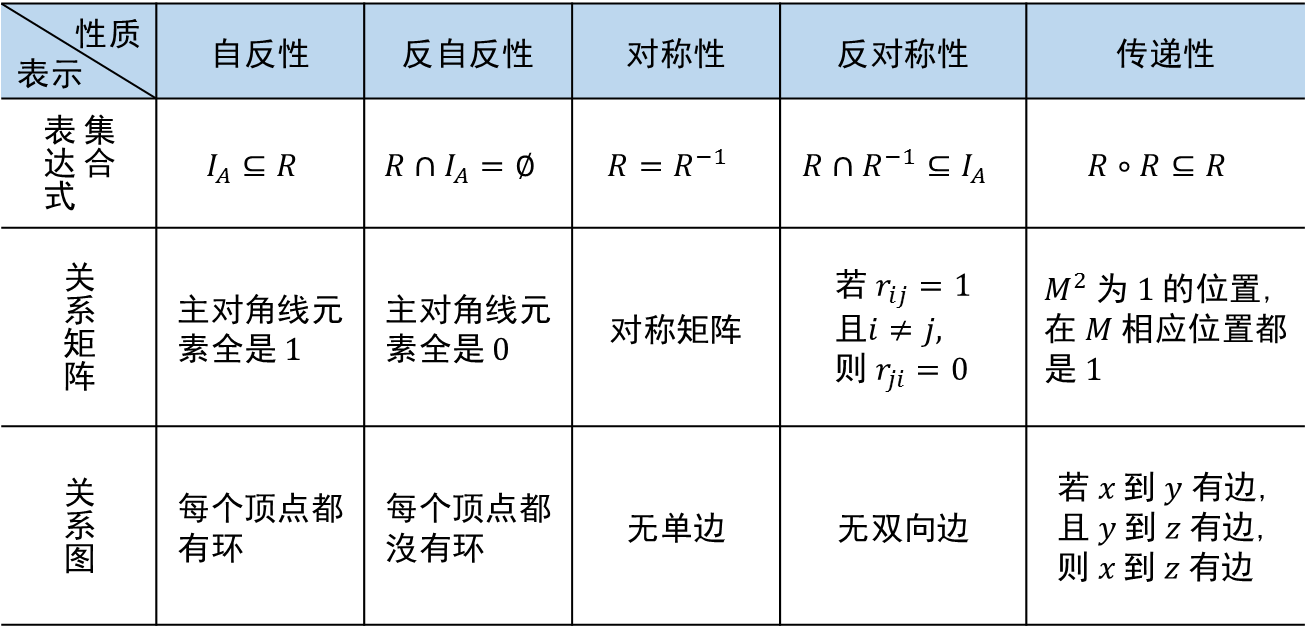 性质
表示
自反性
反自反性
对称性
反对称性
传递性
集合
表达式
I_A ⊆ R
R ∩ I_A = ∅
R = R⁻¹
R ∩ R⁻¹ ⊆ I_A
R ∘ R ⊆ R
关系矩阵
主对角线元
素全是 1
主对角线元
素全是 0
对称矩阵
若 r_{ij} = 1
且i ≠ j,
则 r_{ji} = 0
M² 为 1 的位置,
在 M 相应位置都
是 1
关系图
每个顶点都
有环
每个顶点都
沒有环
无单边
无双向边
若 x 到 y 有边,
且 y 到 z 有边,
则 x 到 z 有边